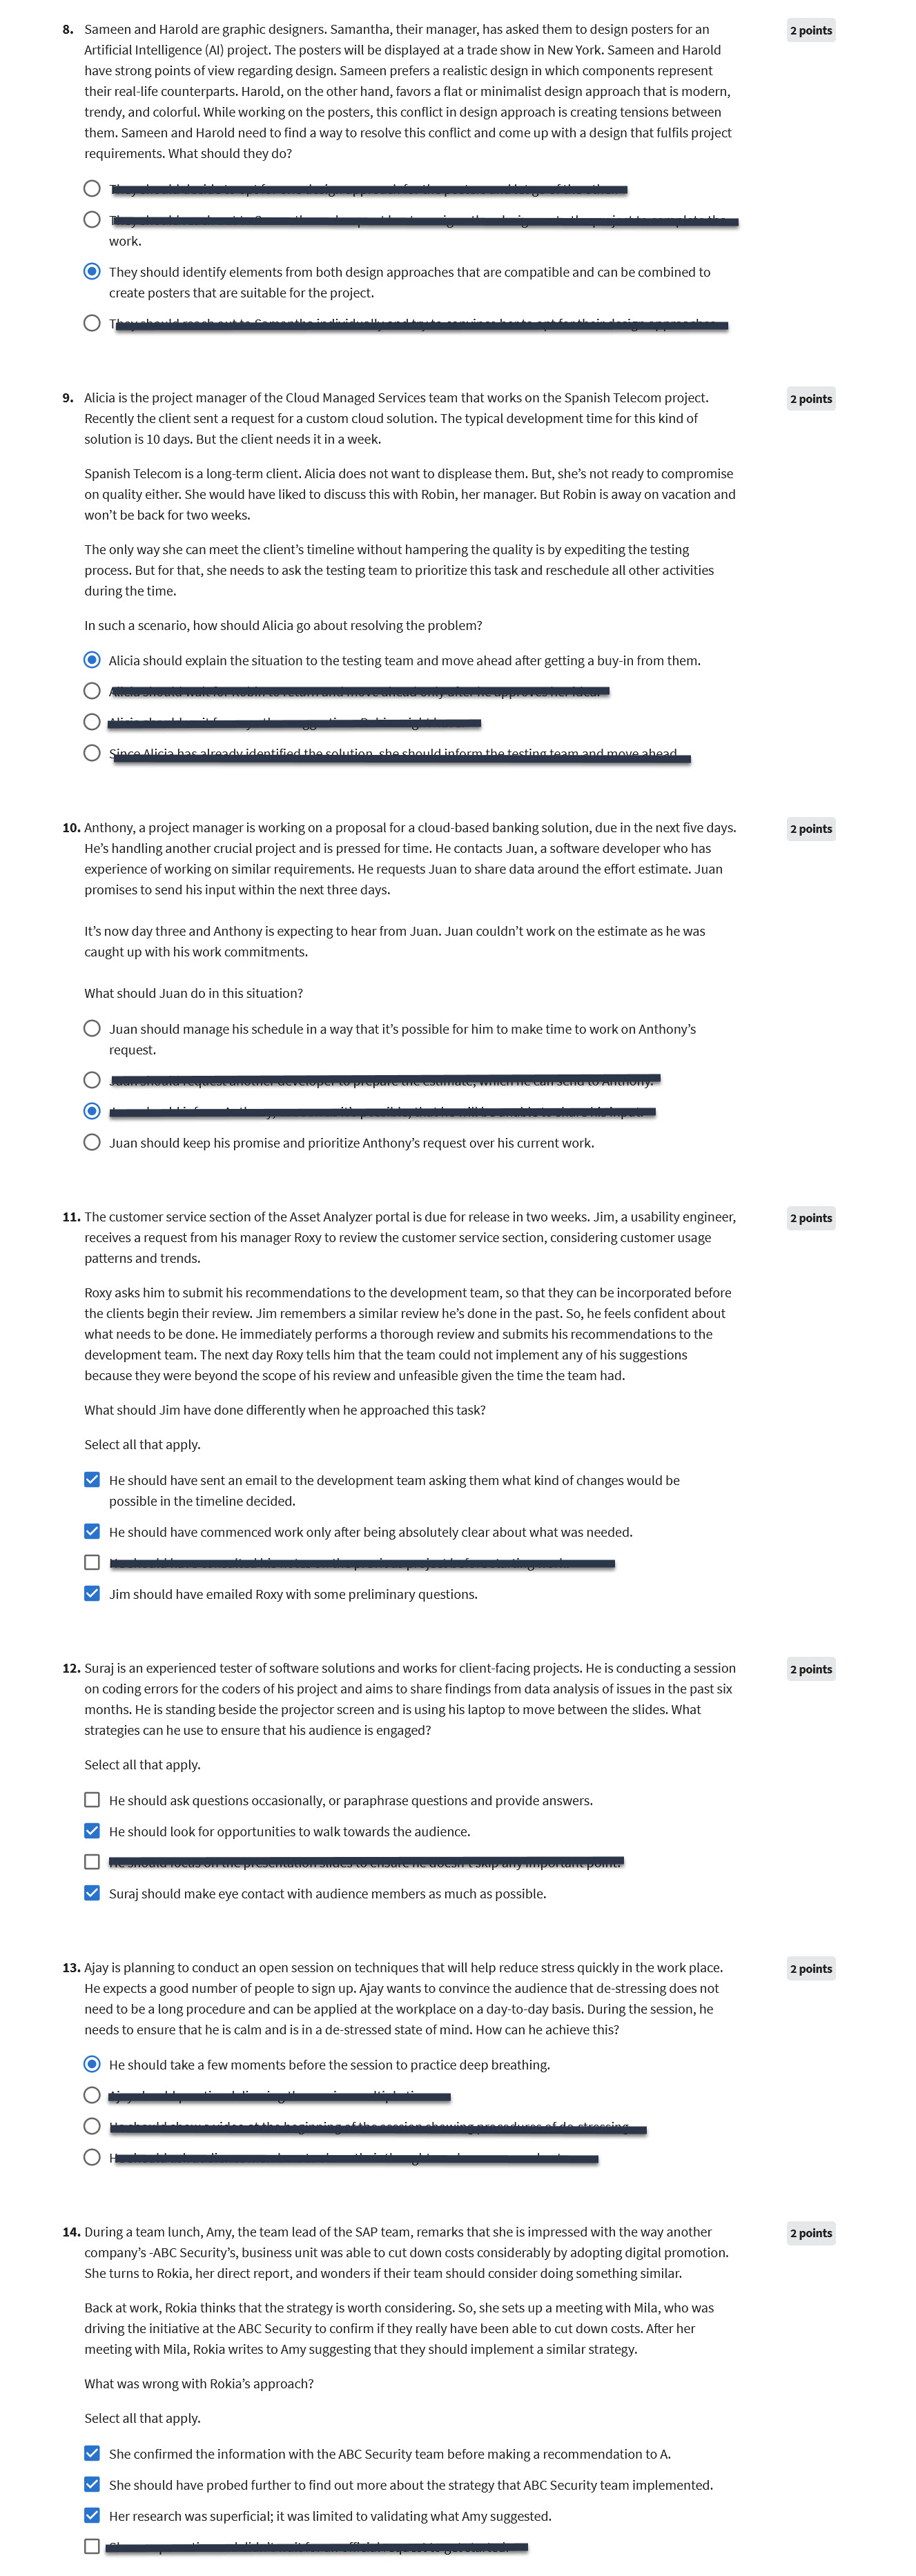 8. Sameen and Harold are graphic designers. Samantha, their manager, has asked them to design posters for an
2 points
Artificial Intelligence (AI) project. The posters will be displayed at a trade show in New York. Sameen and Harold
have strong points of view regarding design. Sameen prefers a realistic design in which components represent
their real-life counterparts. Harold, on the other hand, favors a flat or minimalist design approach that is modern,
trendy, and colorful. While working on the posters, this conflict in design approach is creating tensions between
them. Sameen and Harold need to find a way to resolve this conflict and come up with a design that fulfils project
requirements. What should they do?
work.
They should identify elements from both design approaches that are compatible and can be combined to
create posters that are suitable for the project.
9. Alicia is the project manager of the Cloud Managed Services team that works on the Spanish Telecom project.
2 points
Recently the client sent a request for a custom cloud solution. The typical development time for this kind of
solution is 10 days. But the client needs it in a week.
Spanish Telecom is a long-term client. Alicia does not want to displease them. But, she's not ready to compromise
on quality either. She would have liked to discuss this with Robin, her manager. But Robin is away on vacation and
won't be back for two weeks.
The only way she can meet the client's timeline without hampering the quality is by expediting the testing
process. But for that, she needs to ask the testing team to prioritize this task and reschedule all other activities
during the time.
In such a scenario, how should Alicia go about resolving the problem?
Alicia should explain the situation to the testing team and move ahead after getting a buy-in from them.
Since Alicia has already identified the solution, she should inform the testing team and move ahead.
10. Anthony, a project manager is working on a proposal for a cloud-based banking solution, due in the next five days.
2 points
He's handling another crucial project and is pressed for time. He contacts Juan, a software developer who has
experience of working on similar requirements. He requests Juan to share data around the effort estimate. Juan
promises to send his input within the next three days.
It's now day three and Anthony is expecting to hear from Juan. Juan couldn't work on the estimate as he was
caught up with his work commitments.
What should Juan do in this situation?
Juan should manage his schedule in a way that it's possible for him to make time to work on Anthony's
request.
Juan should keep his promise and prioritize Anthony's request over his current work.
11. The customer service section of the Asset Analyzer portal is due for release in two weeks. Jim, a usability engineer,
2 points
receives a request from his manager Roxy to review the customer service section, considering customer usage
patterns and trends.
Roxy asks him to submit his recommendations to the development team, so that they can be incorporated before
the clients begin their review. Jim remembers a similar review he's done in the past. So, he feels confident about
what needs to be done. He immediately performs a thorough review and submits his recommendations to the
development team. The next day Roxy tells him that the team could not implement any of his suggestions
because they were beyond the scope of his review and unfeasible given the time the team had.
What should Jim have done differently when he approached this task?
Select all that apply.
He should have sent an email to the development team asking them what kind of changes would be
possible in the timeline decided.
He should have commenced work only after being absolutely clear about what was needed.
Jim should have emailed Roxy with some preliminary questions.
12. Suraj is an experienced tester of software solutions and works for client-facing projects. He is conducting a session
2 points
on coding errors for the coders of his project and aims to share findings from data analysis of issues in the past six
months. He is standing beside the projector screen and is using his laptop to move between the slides. What
strategies can he use to ensure that his audience is engaged?
Select all that apply.
He should ask questions occasionally, or paraphrase questions and provide answers.
He should look for opportunities to walk towards the audience.
Suraj should make eye contact with audience members as much as possible.
13. Ajay is planning to conduct an open session on techniques that will help reduce stress quickly in the work place.
2 points
He expects a good number of people to sign up. Ajay wants to convince the audience that de-stressing does not
need to be a long procedure and can be applied at the workplace on a day-to-day basis. During the session, he
needs to ensure that he is calm and is in a de-stressed state of mind. How can he achieve this?
He should take a few moments before the session to practice deep breathing.
14. During a team lunch, Amy, the team lead of the SAP team, remarks that she is impressed with the way another
2 points
company's -ABC Security's, business unit was able to cut down costs considerably by adopting digital promotion.
She turns to Rokia, her direct report, and wonders if their team should consider doing something similar.
Back at work, Rokia thinks that the strategy is worth considering. So, she sets up a meeting with Mila, who was
driving the initiative at the ABC Security to confirm if they really have been able to cut down costs. After her
meeting with Mila, Rokia writes to Amy suggesting that they should implement a similar strategy.
What was wrong with Rokia's approach?
Select all that apply.
She confirmed the information with the ABC Security team before making a recommendation to A.
She should have probed further to find out more about the strategy that ABC Security team implemented.
Her research was superficial; it was limited to validating what Amy suggested.